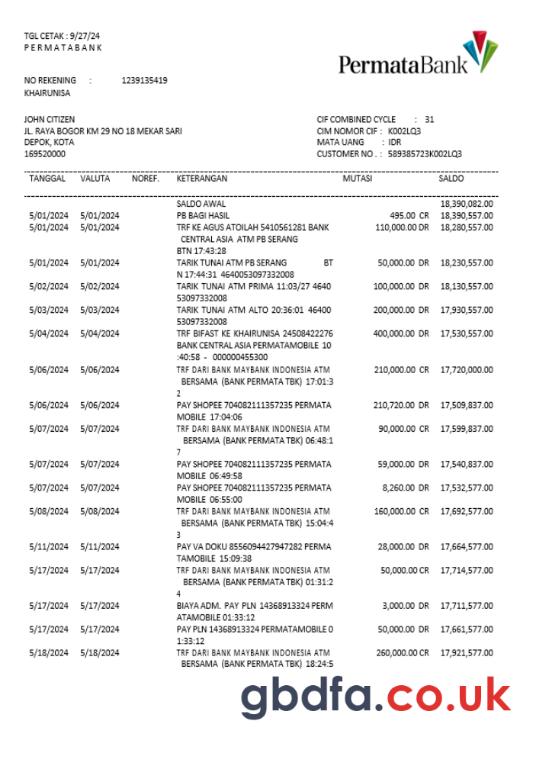 TGL CETAK : 9/27/24
P E R M A T A B A N K
PermataBank
NO REKENING : 1239135419
KHAIRUNISA
JOHN CITIZEN
JL. RAYA BOGOR KM 29 NO 18 MEKAR SARI
DEPOK, KOTA
169520000
CIF COMBINED CYCLE : 31
CIM NOMOR CIF : K002LQ3
MATA UANG : IDR
CUSTOMER NO . : 589385723K002LQ3
TANGGAL VALUTA NOREF. KETERANGAN MUTASI SALDO
SALDO AWAL 18,390,082.00
5/01/2024 5/01/2024 PB BAGI HASIL 495.00 CR 18,390,557.00
5/01/2024 5/01/2024 TRF KE AGUS ATOILAH 5410561281 BANK 110,000.00 DR 18,280,557.00
CENTRAL ASIA ATM PB SERANG
BTN 17:43:28
5/01/2024 5/01/2024 TARIK TUNAI ATM PB SERANG BT 50,000.00 DR 18,230,557.00
N 17:44:31 4640053097332008
5/02/2024 5/02/2024 TARIK TUNAI ATM PRIMA 11:03/27 4640 100,000.00 DR 18,130,557.00
53097332008
5/03/2024 5/03/2024 TARIK TUNAI ATM ALTO 20:36:01 46400 200,000.00 DR 17,930,557.00
53097332008
5/04/2024 5/04/2024 TRF BIFAST KE KHAIRUNISA 24508422276 400,000.00 DR 17,530,557.00
BANK CENTRAL ASIA PERMATAMOBILE 10
:40:58 - 000000455300
5/06/2024 5/06/2024 TRF DARI BANK MAYBANK INDONESIA ATM 210,000.00 CR 17,720,000.00
BERSAMA (BANK PERMATA TBK) 17:01:3
2
5/06/2024 5/06/2024 PAY SHOPEE 704082111357235 PERMATA 210,720.00 DR 17,509,837.00
MOBILE 17:04:06
5/07/2024 5/07/2024 TRF DARI BANK MAYBANK INDONESIA ATM 90,000.00 CR 17,599,837.00
BERSAMA (BANK PERMATA TBK) 06:48:1
7
5/07/2024 5/07/2024 PAY SHOPEE 704082111357235 PERMATA 59,000.00 DR 17,540,837.00
MOBILE 06:49:58
5/07/2024 5/07/2024 PAY SHOPEE 704082111357235 PERMATA 8,260.00 DR 17,532,577.00
MOBILE 06:55:00
5/08/2024 5/08/2024 TRF DARI BANK MAYBANK INDONESIA ATM 160,000.00 CR 17,692,577.00
BERSAMA (BANK PERMATA TBK) 15:04:4
3
5/11/2024 5/11/2024 PAY VA DOKU 8556094427947282 PERMA 28,000.00 DR 17,664,577.00
TAMOBILE 15:09:38
5/17/2024 5/17/2024 TRF DARI BANK MAYBANK INDONESIA ATM 50,000.00 CR 17,714,577.00
BERSAMA (BANK PERMATA TBK) 01:31:2
4
5/17/2024 5/17/2024 BIAYA ADM. PAY PLN 14368913324 PERM 3,000.00 DR 17,711,577.00
ATAMOBILE 01:33:12
5/17/2024 5/17/2024 PAY PLN 14368913324 PERMATAMOBILE 0 50,000.00 DR 17,661,577.00
1:33:12
5/18/2024 5/18/2024 TRF DARI BANK MAYBANK INDONESIA ATM 260,000.00 CR 17,921,577.00
BERSAMA (BANK PERMATA TBK) 18:24:5
gbdfa.co.uk